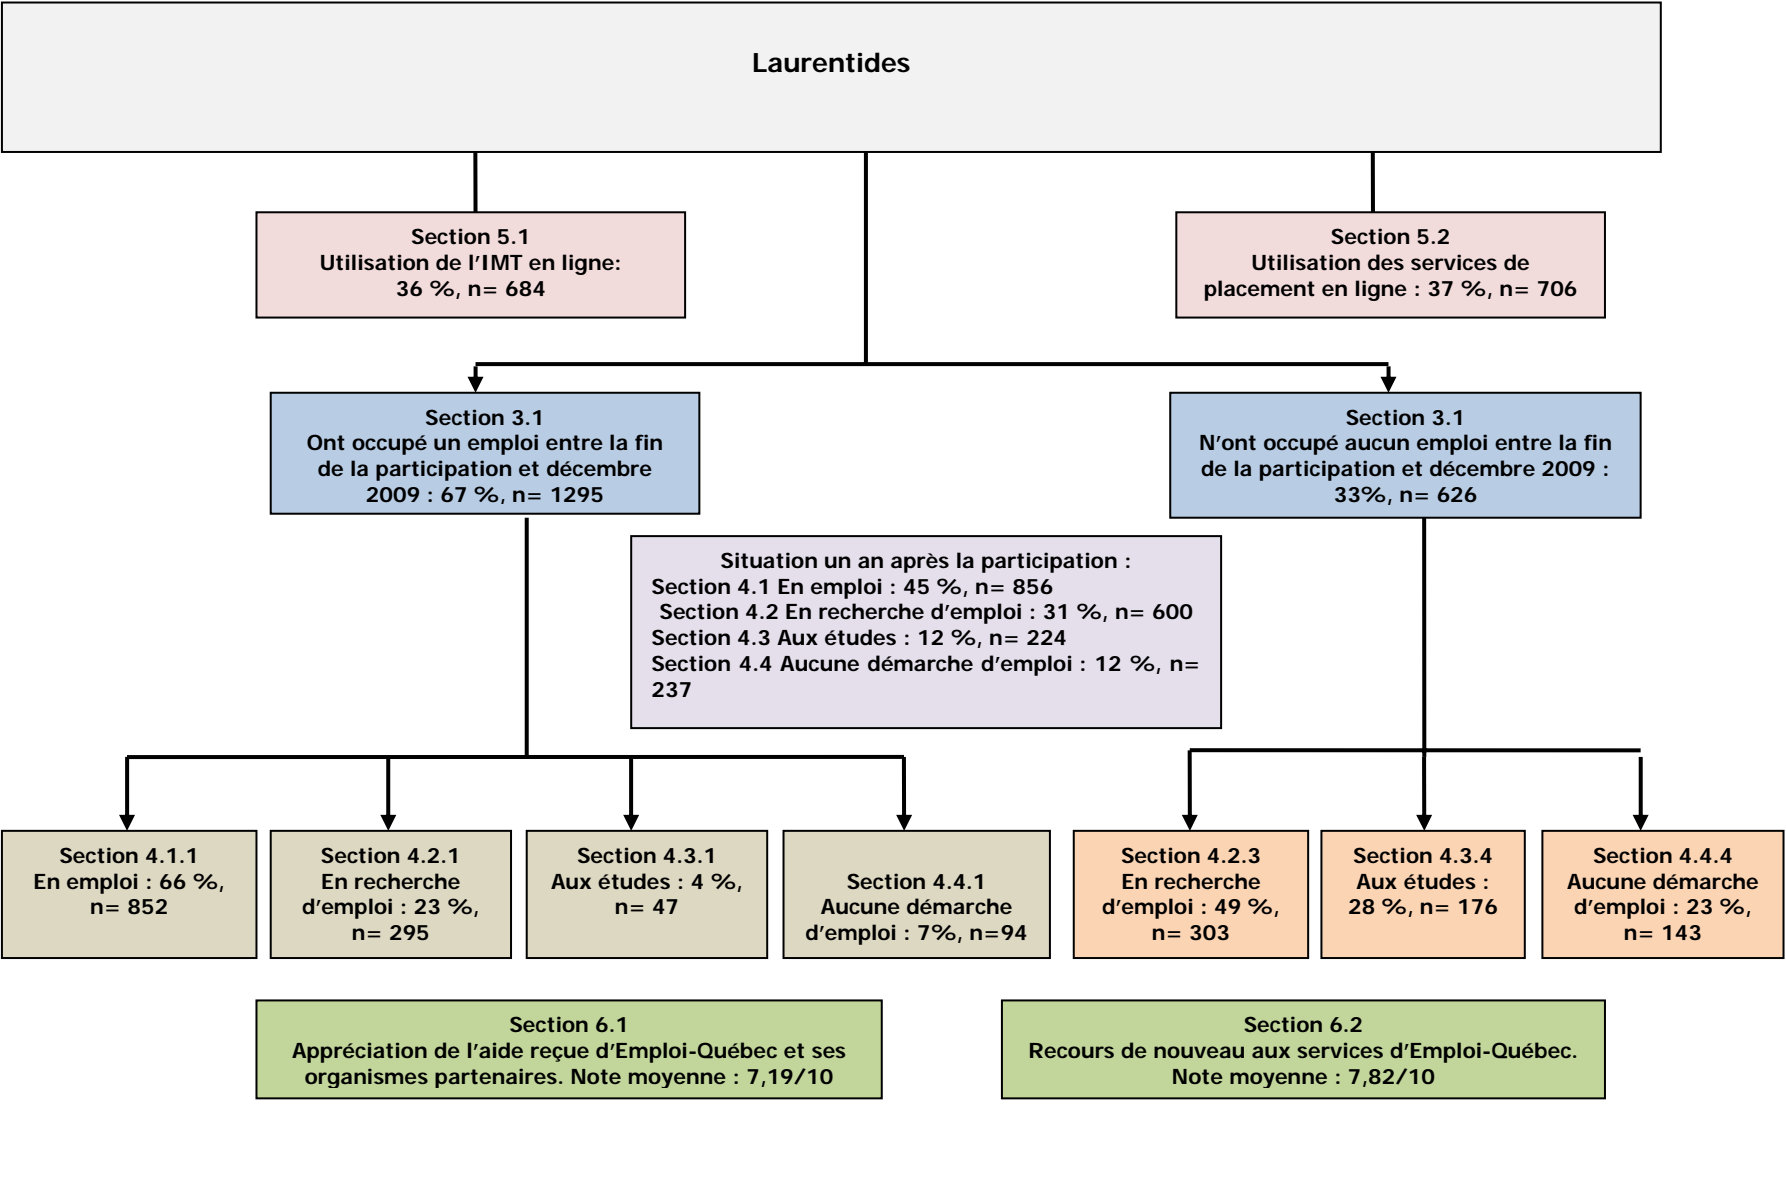 Laurentides
Section 5.1
Utilisation de l'IMT en ligne:
36 %, n= 684
Section 5.2
Utilisation des services de
placement en ligne : 37 %, n= 706
Section 3.1
Ont occupé un emploi entre la fin
de la participation et décembre
2009 : 67 %, n= 1295
Section 3.1
N'ont occupé aucun emploi entre la fin
de la participation et décembre 2009 :
33%, n= 626
Situation un an après la participation :
Section 4.1 En emploi : 45 %, n= 856
Section 4.2 En recherche d'emploi : 31 %, n= 600
Section 4.3 Aux études : 12 %, n= 224
Section 4.4 Aucune démarche d'emploi : 12 %, n=
237
Section 4.1.1
En emploi : 66 %,
n= 852
Section 4.2.1
En recherche
d'emploi : 23 %,
n= 295
Section 4.3.1
Aux études : 4 %,
n= 47
Section 4.4.1
Aucune démarche
d'emploi : 7%, n=94
Section 4.2.3
En recherche
d'emploi : 49 %,
n= 303
Section 4.3.4
Aux études :
28 %, n= 176
Section 4.4.4
Aucune démarche
d'emploi : 23 %,
n= 143
Section 6.1
Appréciation de l'aide reçue d'Emploi-Québec et ses
organismes partenaires. Note moyenne : 7,19/10
Section 6.2
Recours de nouveau aux services d'Emploi-Québec.
Note moyenne : 7,82/10